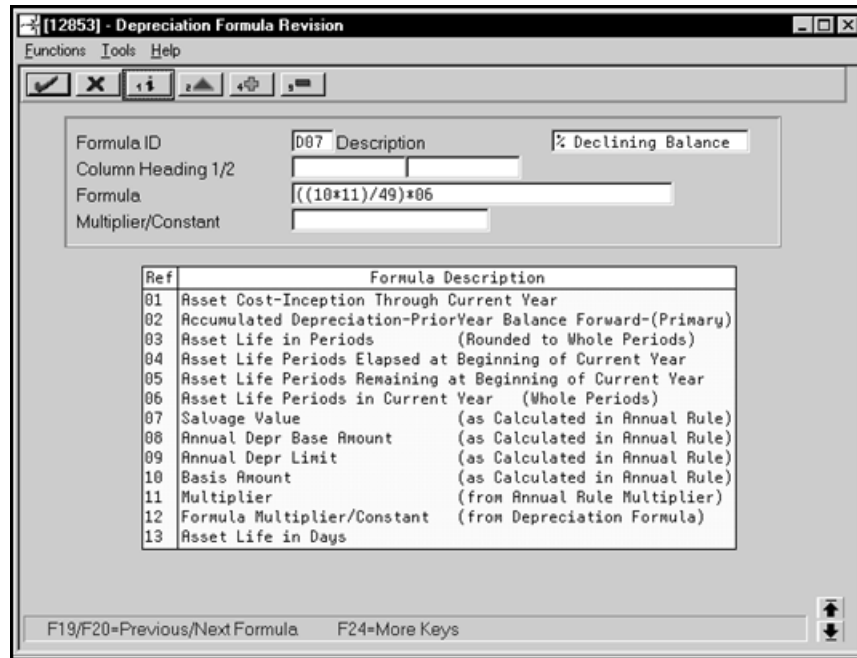 [12853] - Depreciation Formula Revision
Functions Tools Help
1 i 2 4 5
Formula ID D07 Description % Declining Balance
Column Heading 1/2
Formula ((10*11)/49)*06
Multiplier/Constant
Ref Formula Description
01 Asset Cost-Inception Through Current Year
02 Accumulated Depreciation-PriorYear Balance Forward-(Primary)
03 Asset Life in Periods (Rounded to Whole Periods)
04 Asset Life Periods Elapsed at Beginning of Current Year
05 Asset Life Periods Remaining at Beginning of Current Year
06 Asset Life Periods in Current Year (Whole Periods)
07 Salvage Value (as Calculated in Annual Rule)
08 Annual Depr Base Amount (as Calculated in Annual Rule)
09 Annual Depr Limit (as Calculated in Annual Rule)
10 Basis Amount (as Calculated in Annual Rule)
11 Multiplier (from Annual Rule Multiplier)
12 Formula Multiplier/Constant (from Depreciation Formula)
13 Asset Life in Days
F19/F20=Previous/Next Formula F24=More Keys